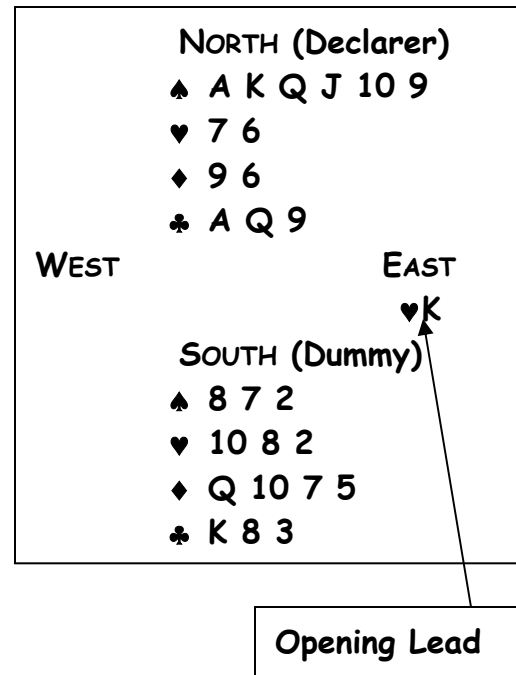 NORTH (Declarer)
♠ A K Q J 10 9
♥ 7 6
♦ 9 6
♣ A Q 9
WEST EAST
♥K
SOUTH (Dummy)
♠ 8 7 2
♥ 10 8 2
♦ Q 10 7 5
♣ K 8 3
Opening Lead